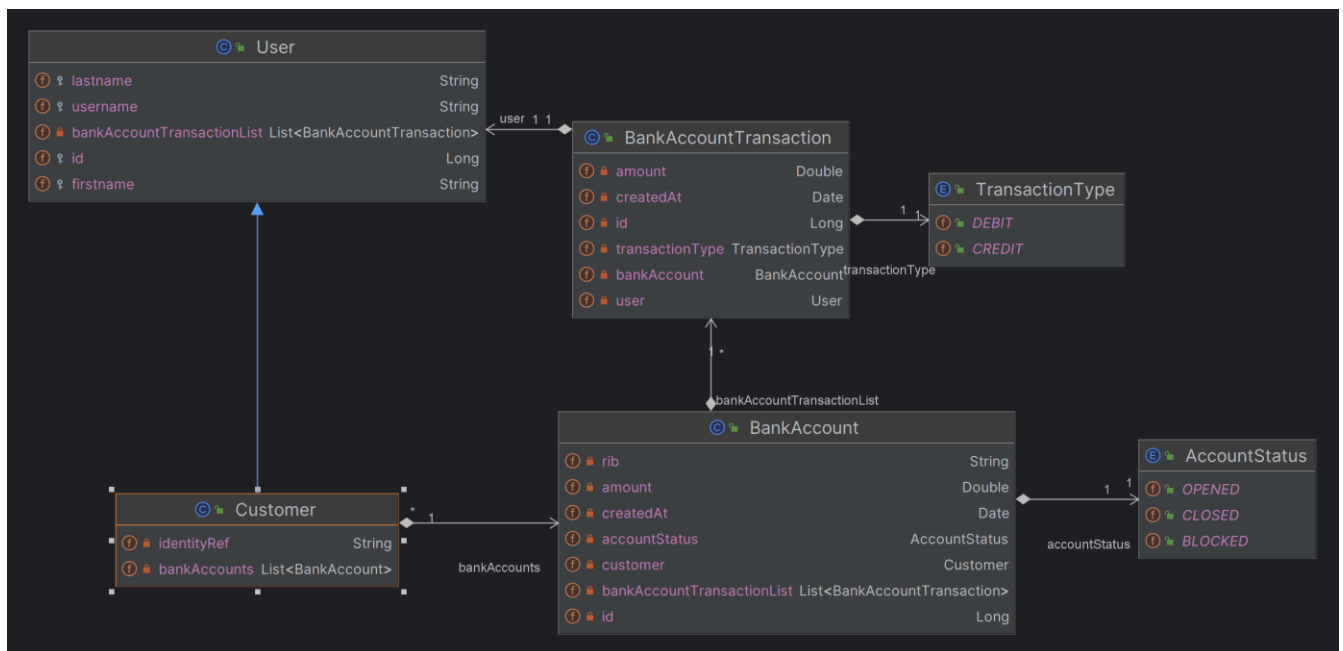 User
lastname String
username String
bankAccountTransactionList List<BankAccountTransaction>
id Long
firstname String
user 1 1
BankAccountTransaction
amount Double
createdAt Date
id Long
transactionType TransactionType
bankAccount BankAccount
user User
1 1
transactionType
TransactionType
DEBIT
CREDIT
1 *
bankAccountTransactionList
BankAccount
rib String
amount Double
createdAt Date
accountStatus AccountStatus
customer Customer
bankAccountTransactionList List<BankAccountTransaction>
id Long
Customer
identityRef String
bankAccounts List<BankAccount>
* 1
bankAccounts
1 1
accountStatus
AccountStatus
OPENED
CLOSED
BLOCKED